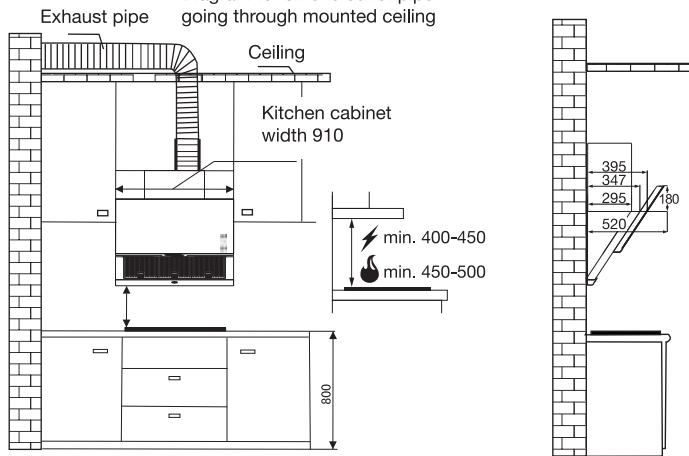 Exhaust pipe
going through mounted ceiling
Ceiling
Kitchen cabinet
width 910
min. 400-450
min. 450-500
800
395
347
295
180
520